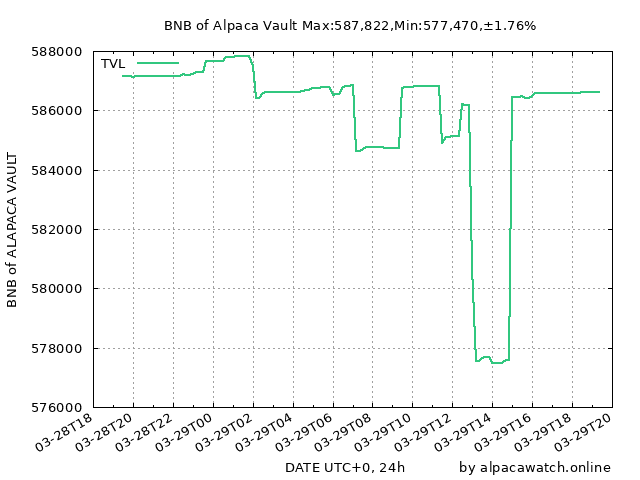 BNB of Alpaca Vault Max:587,822,Min:577,470,±1.76%
TVL
588000
586000
584000
582000
580000
578000
576000
BNB of ALAPACA VAULT
03-28T18
03-28T20
03-28T22
03-29T00
03-29T02
03-29T04
03-29T06
03-29T08
03-29T10
03-29T12
03-29T14
03-29T16
03-29T18
03-29T20
DATE UTC+0, 24h
by alpacawatch.online